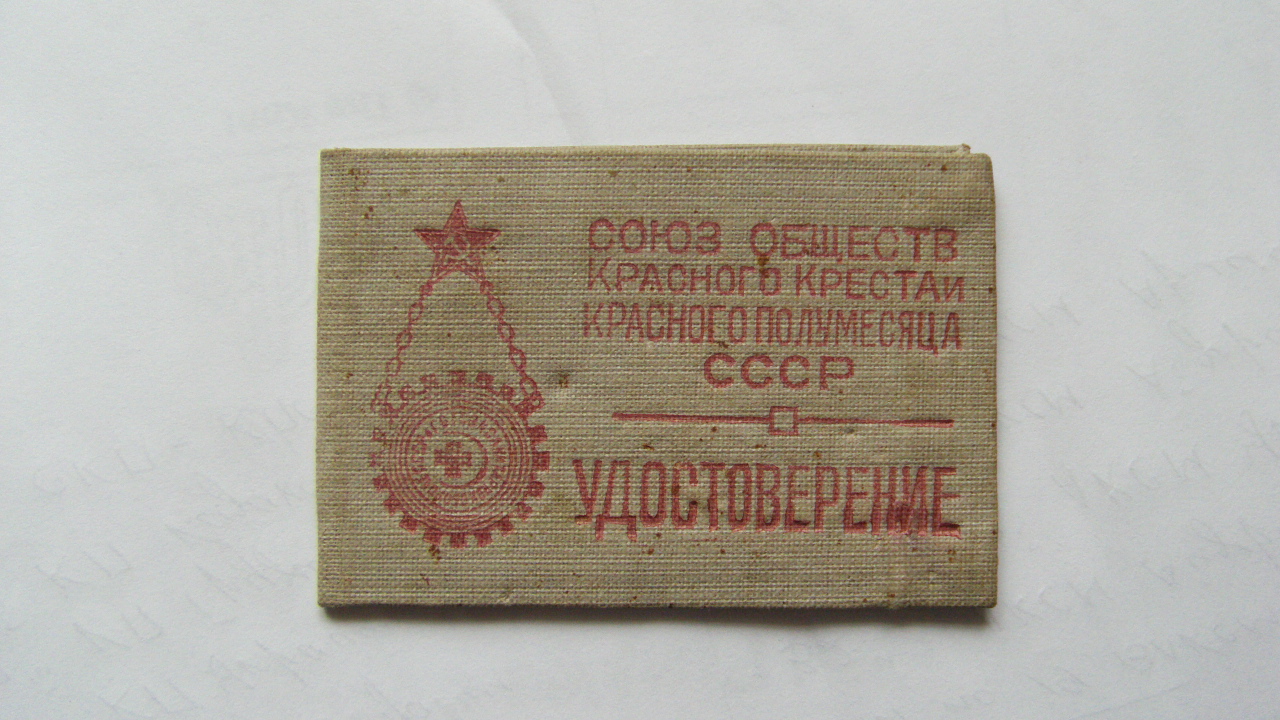 СОЮЗ ОБЩЕСТВ
КРАСНОГО КРЕСТА И
КРАСНОГО ПОЛУМЕСЯЦА
СССР
УДОСТОВЕРЕНИЕ